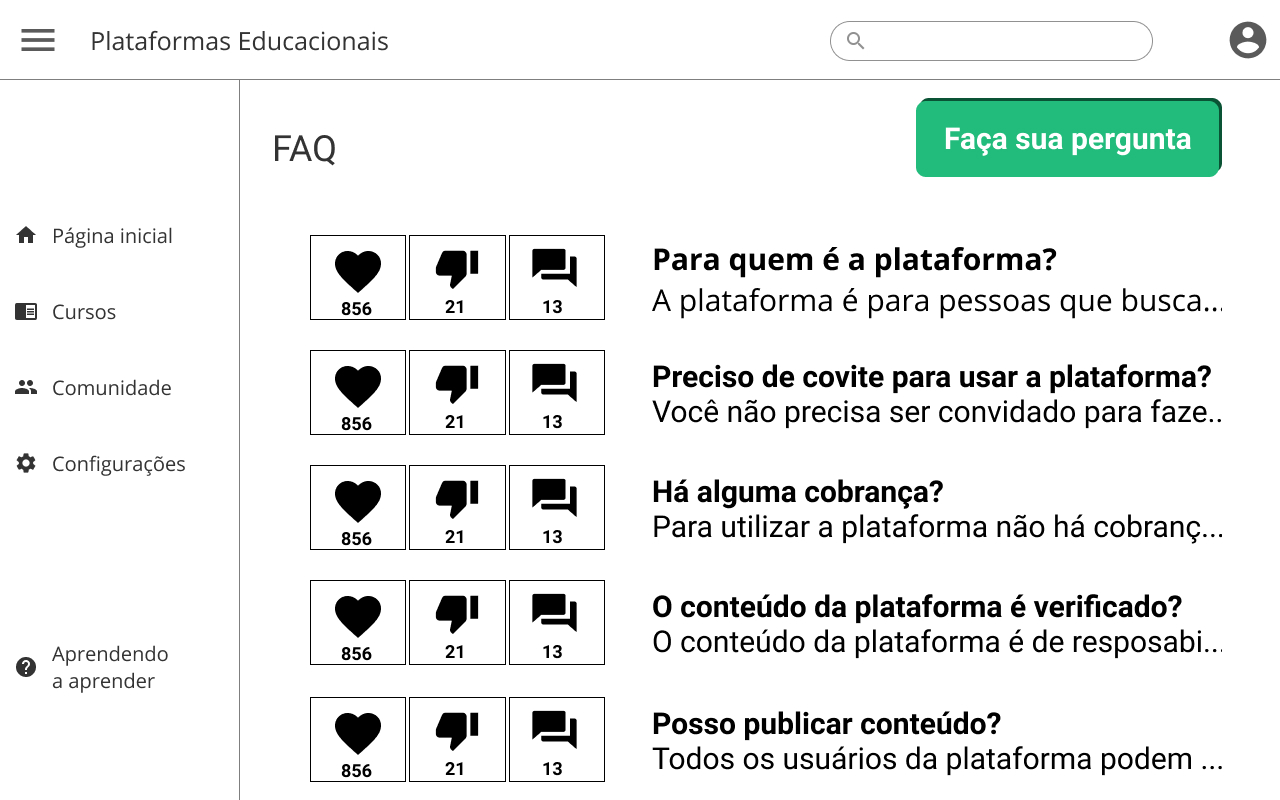 Plataformas Educacionais
Faça sua pergunta
FAQ
Página inicial
Cursos
Comunidade
Configurações
Aprendendo
a aprender
856 21 13
Para quem é a plataforma?
A plataforma é para pessoas que busca...
856 21 13
Preciso de covite para usar a plataforma?
Você não precisa ser convidado para faze..
856 21 13
Há alguma cobrança?
Para utilizar a plataforma não há cobranç...
856 21 13
O conteúdo da plataforma é verificado?
O conteúdo da plataforma é de resposabi...
856 21 13
Posso publicar conteúdo?
Todos os usuários da plataforma podem ...